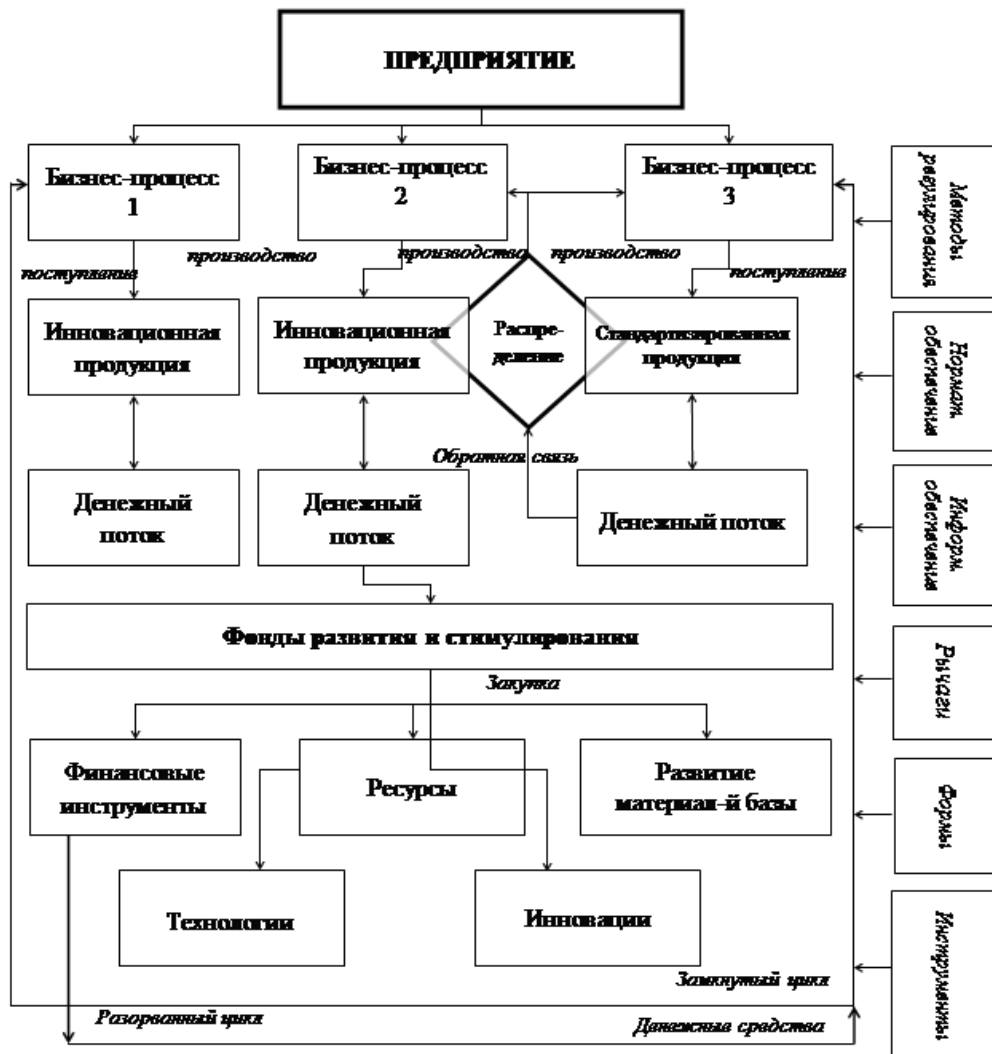 ПРЕДПРИЯТИЕ
Бизнес-процесс
1
Бизнес-процесс
2
Бизнес-процесс
3
Методы
регулирования
поступление
производство
производство
производство
поступление
Инновационная
продукция
Инновационная
продукция
Распре-
деление
Стандартизированная
продукция
Нормат.
обеспечение
Обратная связь
Денежный
поток
Денежный
поток
Денежный поток
Информ.
обеспечение
Фонды развития и стимулирования
Рычаги
Закупка
Финансовые
инструменты
Ресурсы
Развитие
материал-й базы
Формы
Технологии
Инновации
Инструменты
Замкнутый цикл
Разорванный цикл
Денежные средства